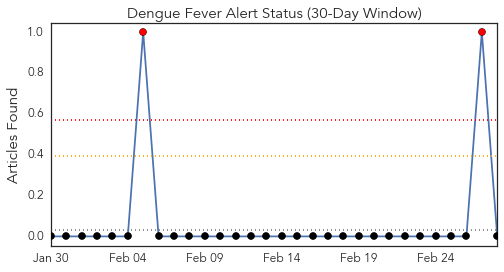 Dengue Fever Alert Status (30-Day Window)
Articles Found
1.0
0.8
0.6
0.4
0.2
0.0
Jan 30 Feb 04 Feb 09 Feb 14 Feb 19 Feb 24